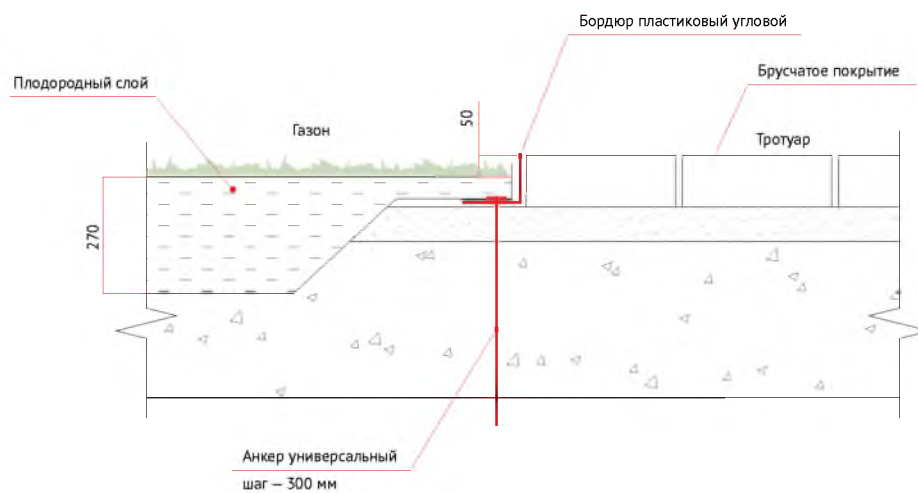 Бордюр пластиковый угловой
Брусчатое покрытие
Плодородный слой
50
Газон
Тротуар
270
Анкер универсальный
шаг — 300 мм